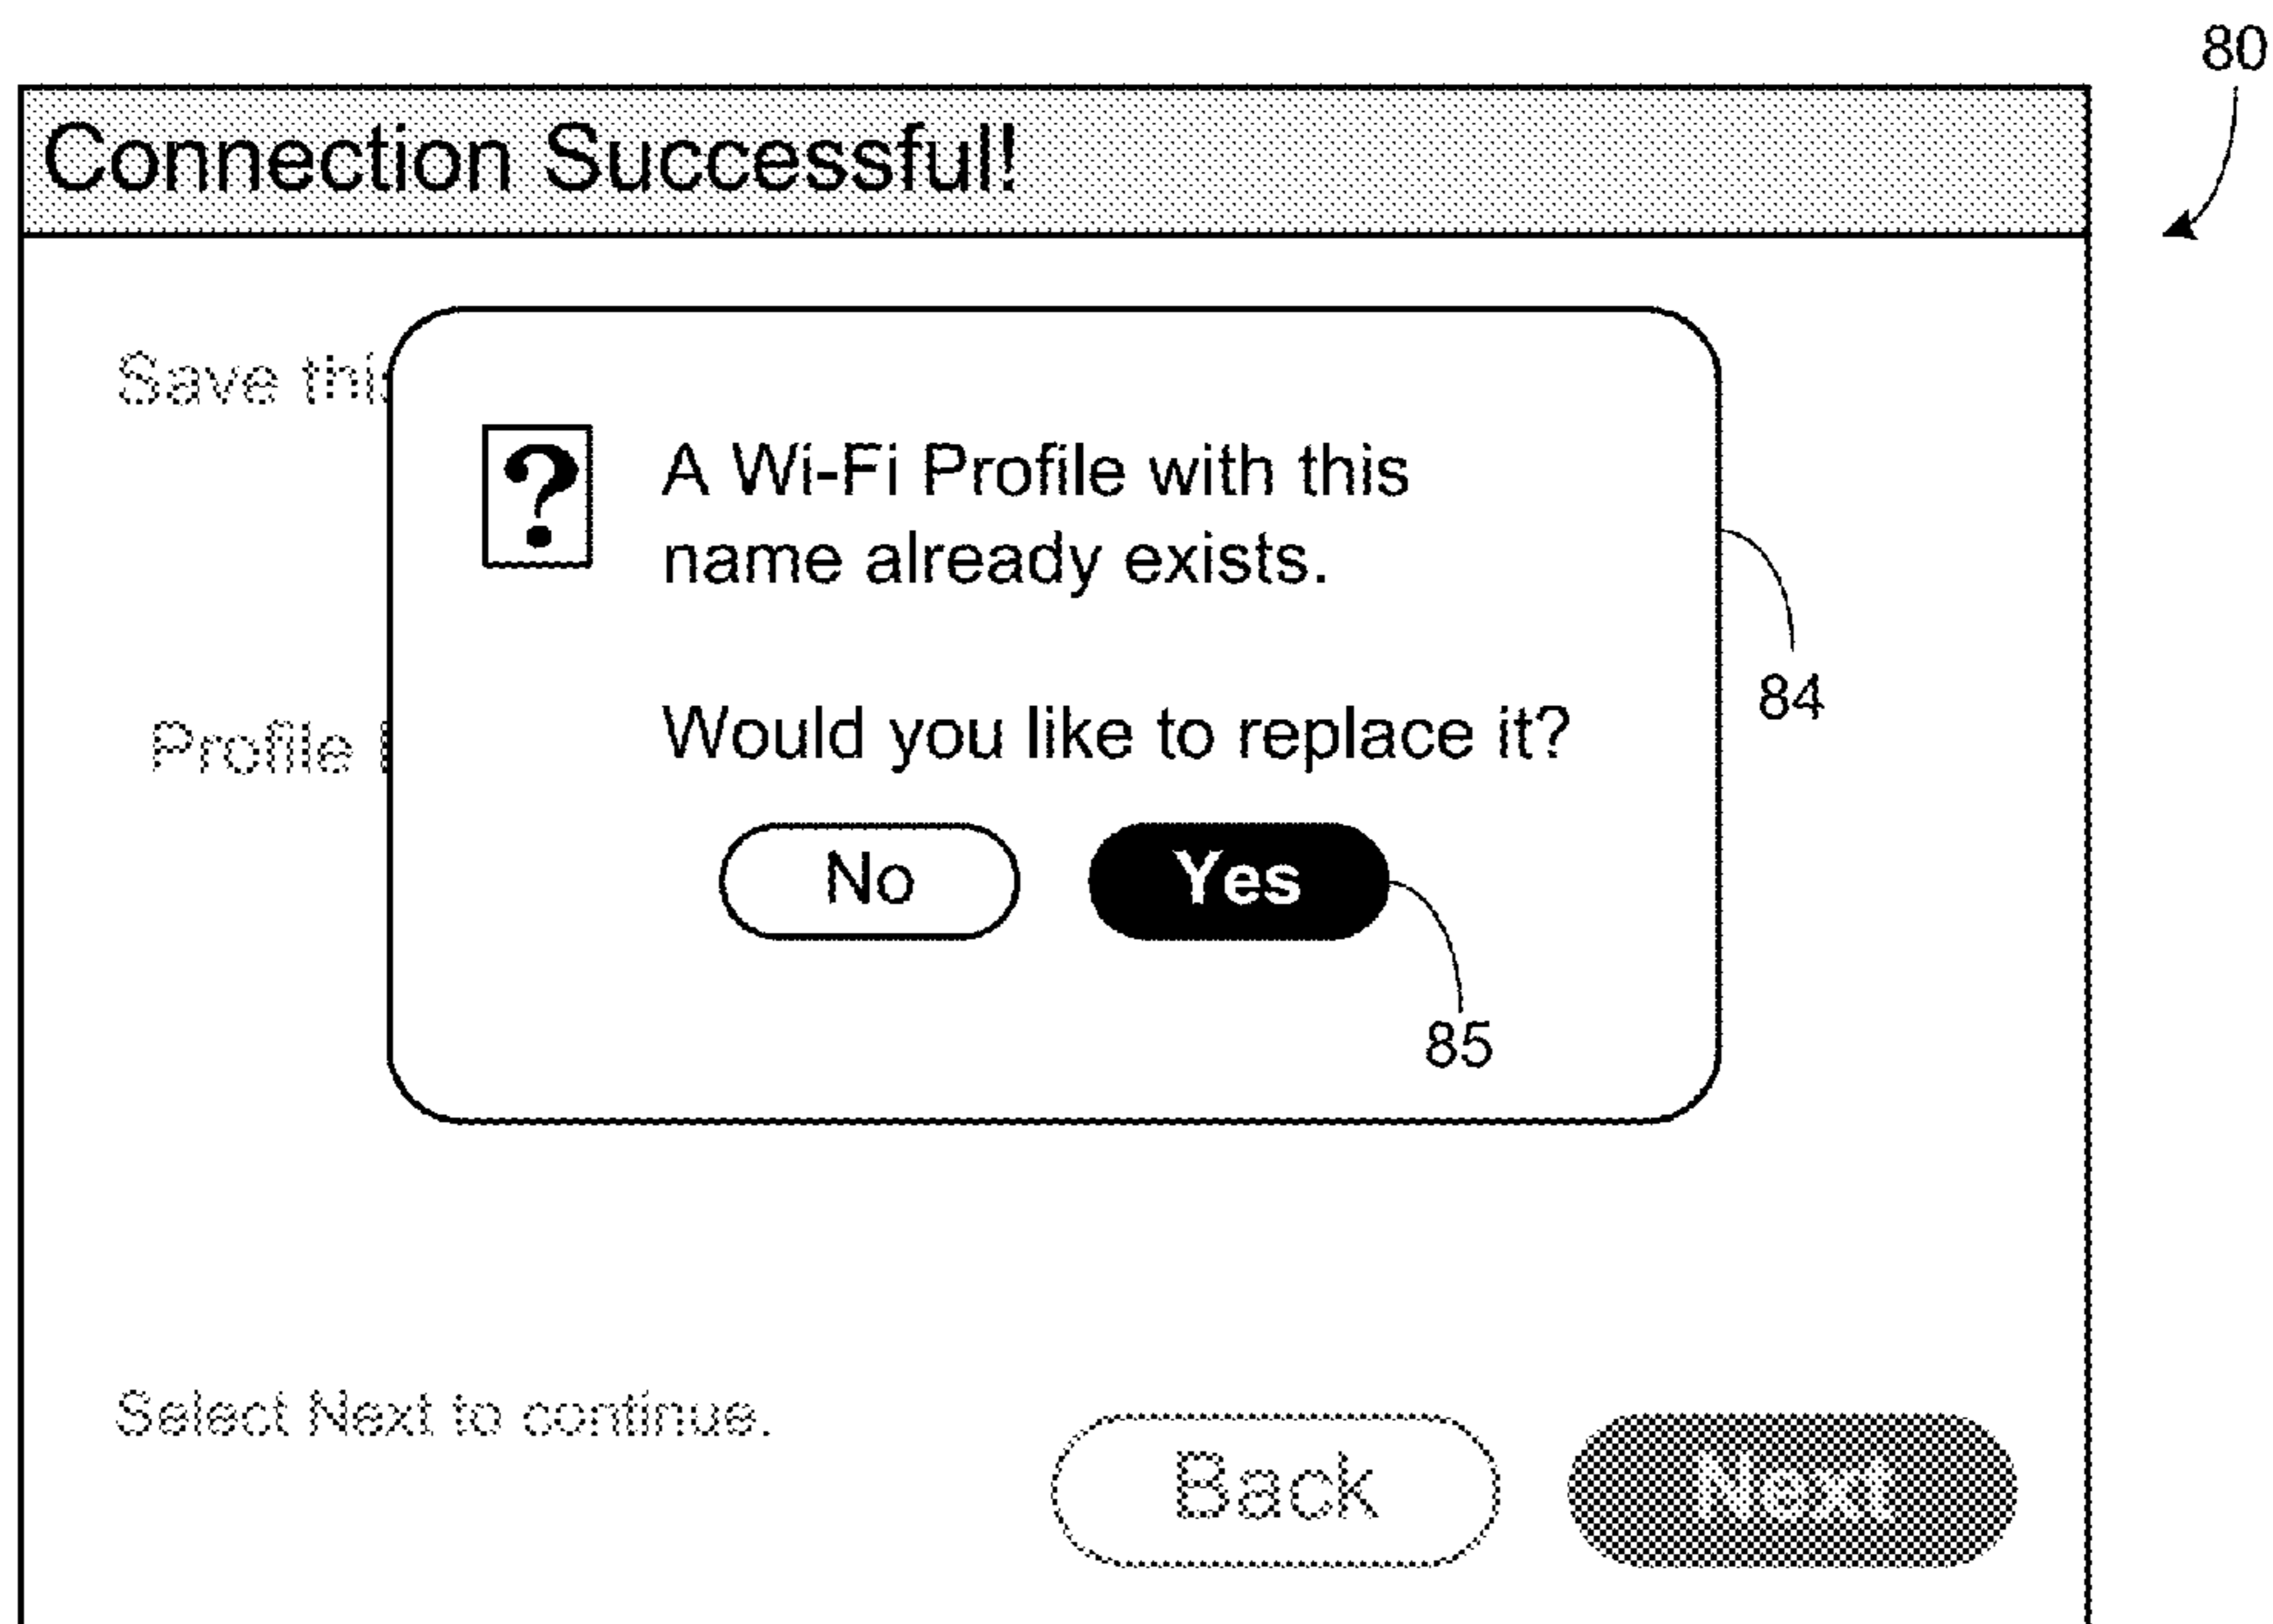 80
Connection Successful!
Save this
?
A Wi-Fi Profile with this
name already exists.
84
Would you like to replace it?
Profile
No
Yes
85
Select Next to continue.
Back
Next